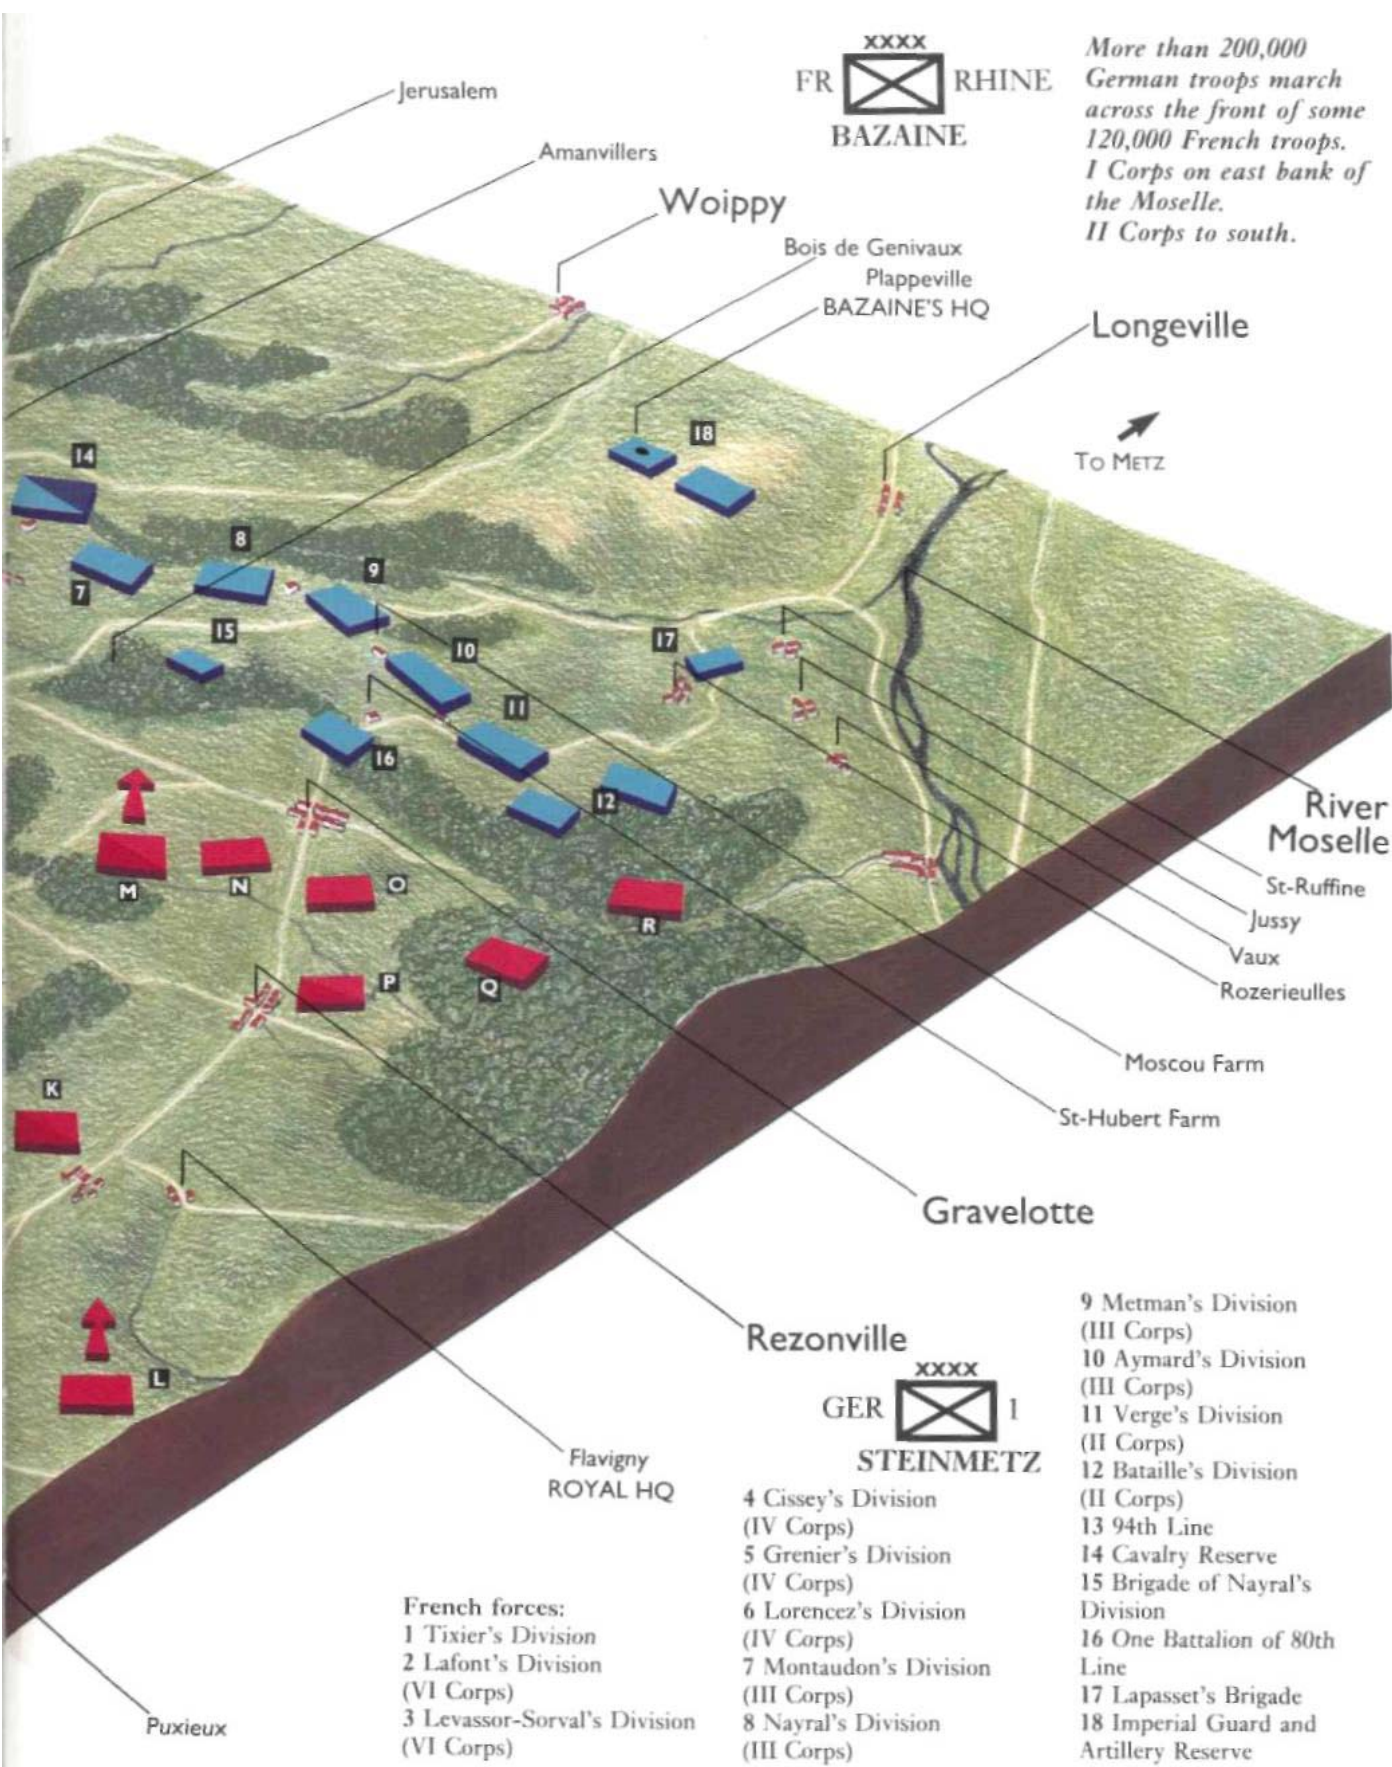 XXXX
FR RHINE
BAZAINE
More than 200,000
German troops march
across the front of some
120,000 French troops.
I Corps on east bank of
the Moselle.
II Corps to south.
Jerusalem
Amanvillers
Woippy
Bois de Genivaux
Plappeville
BAZAINE'S HQ
Longeville
TO METZ
18
14
8
9
7
15
10
17
11
16
12
M
N
O
R
P
Q
K
L
River
Moselle
St-Ruffine
Jussy
Vaux
Rozerieulles
Moscou Farm
St-Hubert Farm
Gravelotte
Rezonville
XXXX
GER 1
STEINMETZ
Flavigny
ROYAL HQ
Puxieux
French forces:
1 Tixier's Division
2 Lafont's Division
(VI Corps)
3 Levassor-Sorval's Division
(VI Corps)
4 Cissey's Division
(IV Corps)
5 Grenier's Division
(IV Corps)
6 Lorencez's Division
(IV Corps)
7 Montaudon's Division
(III Corps)
8 Nayral's Division
(III Corps)
9 Metman's Division
(III Corps)
10 Aymard's Division
(III Corps)
11 Verge's Division
(II Corps)
12 Bataille's Division
(II Corps)
13 94th Line
14 Cavalry Reserve
15 Brigade of Nayral's
Division
16 One Battalion of 80th
Line
17 Lapasset's Brigade
18 Imperial Guard and
Artillery Reserve